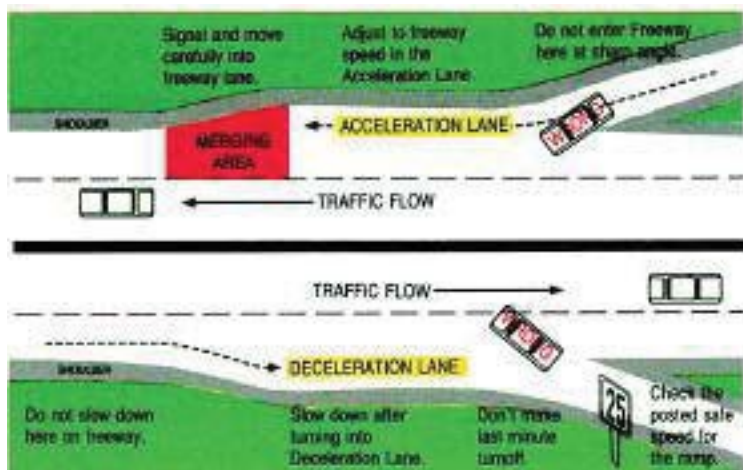 Signal and move
carefully into
freeway lane.
Adjust to freeway
speed in the
Acceleration Lane.
Do not enter Freeway
here at sharp angle.
SHOULDER
MERGING
AREA
ACCELERATION LANE
WRONG
TRAFFIC FLOW
TRAFFIC FLOW
WRONG
DECELERATION LANE
SHOULDER
Do not slow down
here on freeway.
Slow down after
turning into
Deceleration Lane.
Don't make
last minute
turnoff.
25
Check the
posted safe
speed for
the ramp.